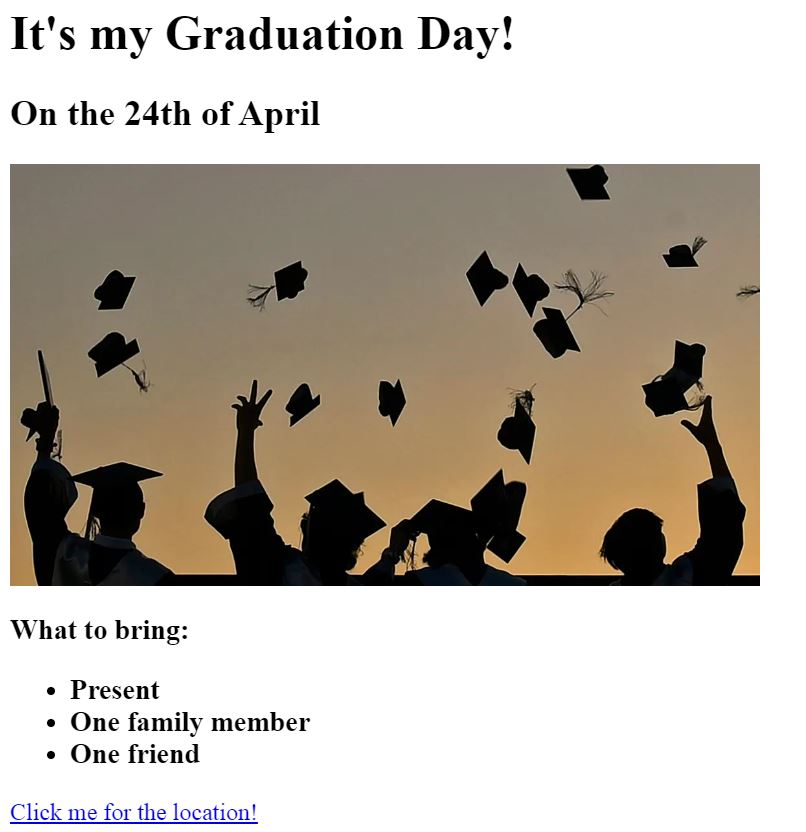 It's my Graduation Day!
On the 24th of April
What to bring:
Present
One family member
One friend
Click me for the location!